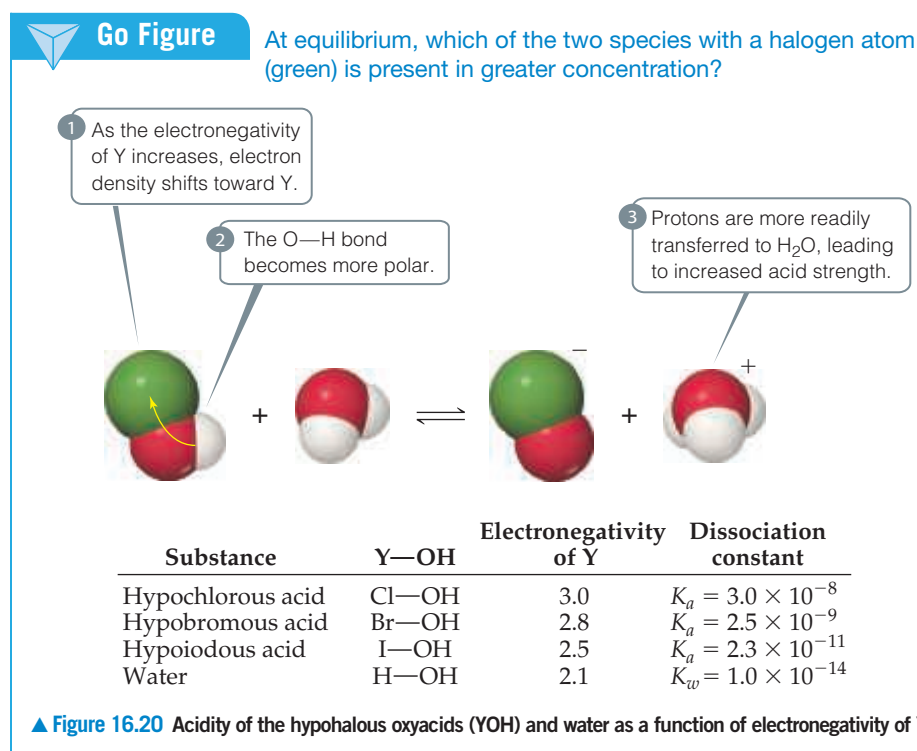 Go Figure
At equilibrium, which of the two species with a halogen atom
(green) is present in greater concentration?
1 As the electronegativity
of Y increases, electron
density shifts toward Y.
2 The O—H bond
becomes more polar.
3 Protons are more readily
transferred to H₂O, leading
to increased acid strength.
+ ⇌ − + +
Substance Y—OH Electronegativity of Y Dissociation constant
Hypochlorous acid Cl—OH 3.0 Kₐ = 3.0 × 10⁻⁸
Hypobromous acid Br—OH 2.8 Kₐ = 2.5 × 10⁻⁹
Hypoiodous acid I—OH 2.5 Kₐ = 2.3 × 10⁻¹¹
Water H—OH 2.1 K_w = 1.0 × 10⁻¹⁴
▲ Figure 16.20 Acidity of the hypohalous oxyacids (YOH) and water as a function of electronegativity of